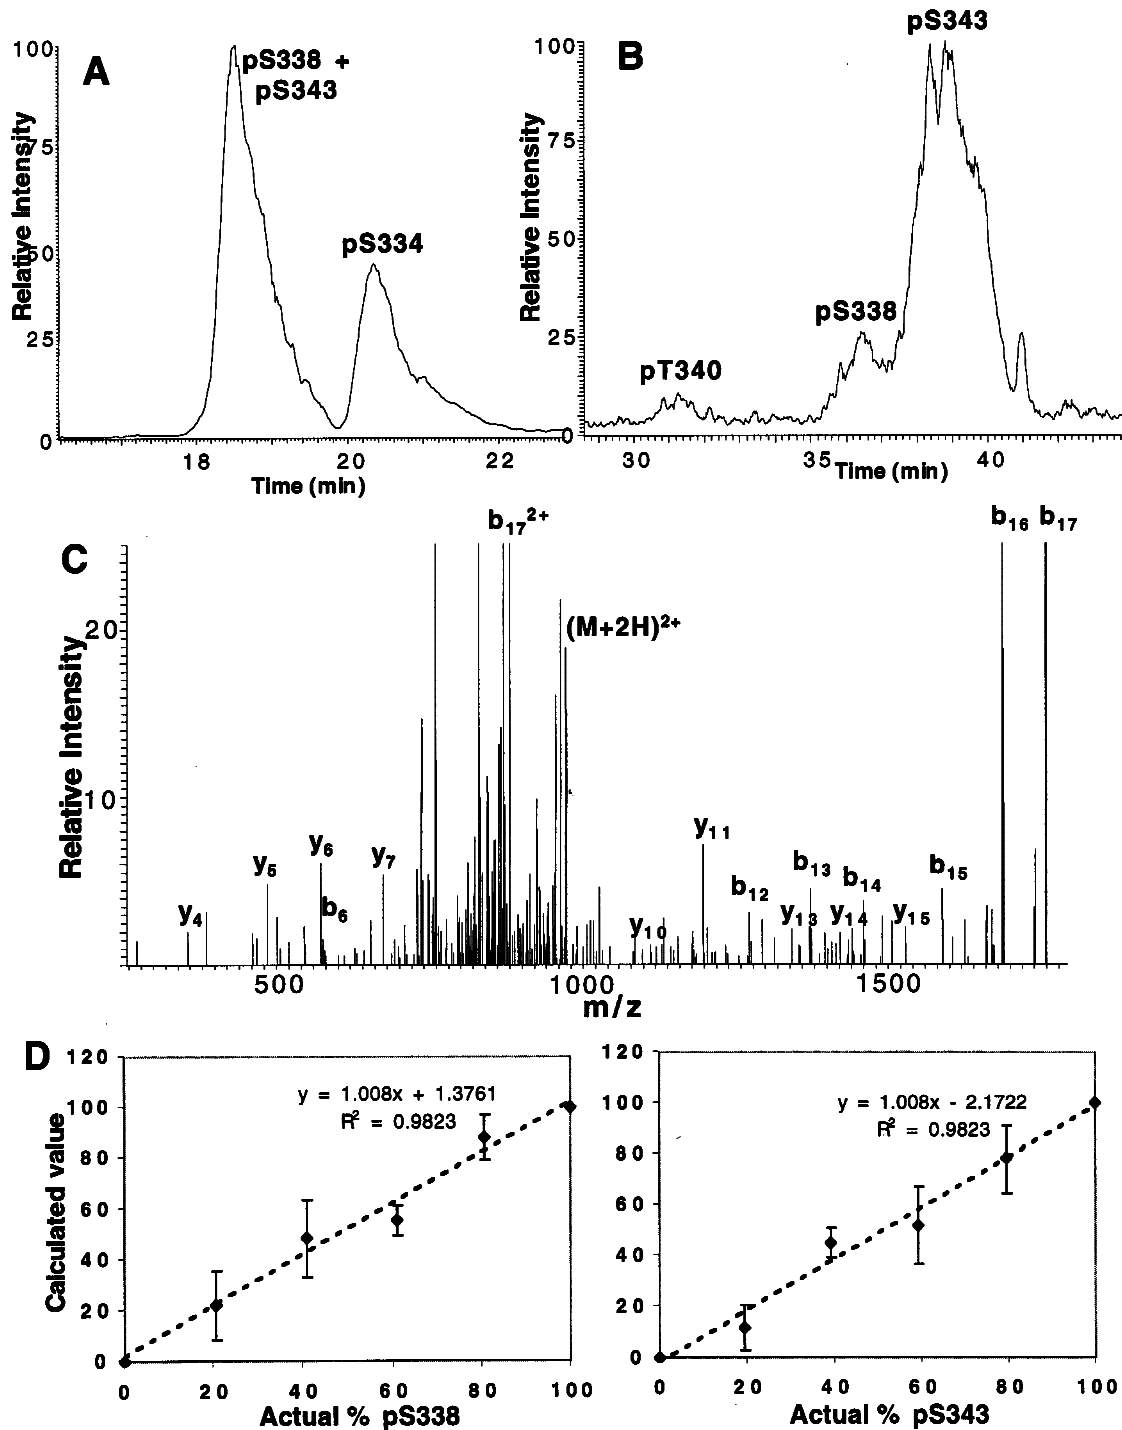 A
pS338 +
pS343
pS334
Relative Intensity
100
75
50
25
0
18
20
22
Time (min)
B
pS343
pS338
pT340
Relative Intensity
100
75
50
25
0
30
35
40
Time (min)
C
b17 2+
b16 b17
(M+2H)2+
Relative Intensity
20
10
y4
y5
y6
b6
y7
y10
y11
b12
y13
b13
y14
b14
y15
b15
500
1000
1500
m/z
D
Calculated value
120
100
80
60
40
20
0
y = 1.008x + 1.3761
R2 = 0.9823
0 20 40 60 80 100
Actual % pS338
120
100
80
60
40
20
0
y = 1.008x - 2.1722
R2 = 0.9823
0 20 40 60 80 100
Actual % pS343